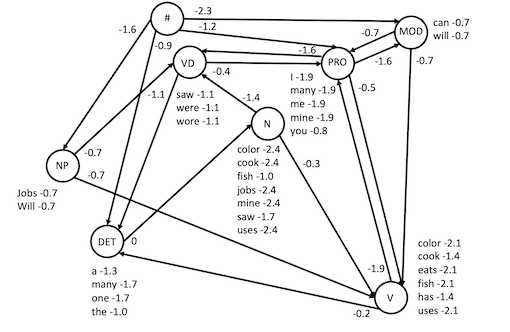 #
-2.3
-1.2
-1.6
-0.9
MOD
can -0.7
will -0.7
-0.7
-1.6
-0.7
VD
-1.6
-0.4
PRO
-0.5
I -1.9
many -1.9
me -1.9
mine -1.9
you -0.8
saw -1.1
were -1.1
wore -1.1
-1.1
-1.4
N
-0.3
color -2.4
cook -2.4
fish -1.0
jobs -2.4
mine -2.4
saw -1.7
uses -2.4
NP
-0.7
-0.7
Jobs -0.7
Will -0.7
DET
0
a -1.3
many -1.7
one -1.7
the -1.0
-1.9
V
-0.2
color -2.1
cook -1.4
eats -2.1
fish -2.1
has -1.4
uses -2.1